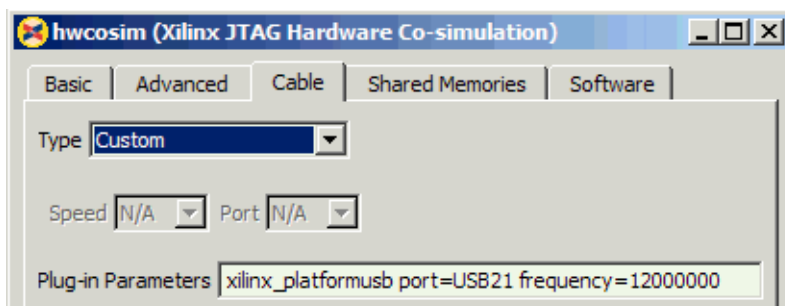 hwcosim (Xilinx JTAG Hardware Co-simulation)
Basic Advanced Cable Shared Memories Software
Type Custom
Speed N/A Port N/A
Plug-in Parameters xilinx_platformusb port=USB21 frequency=12000000